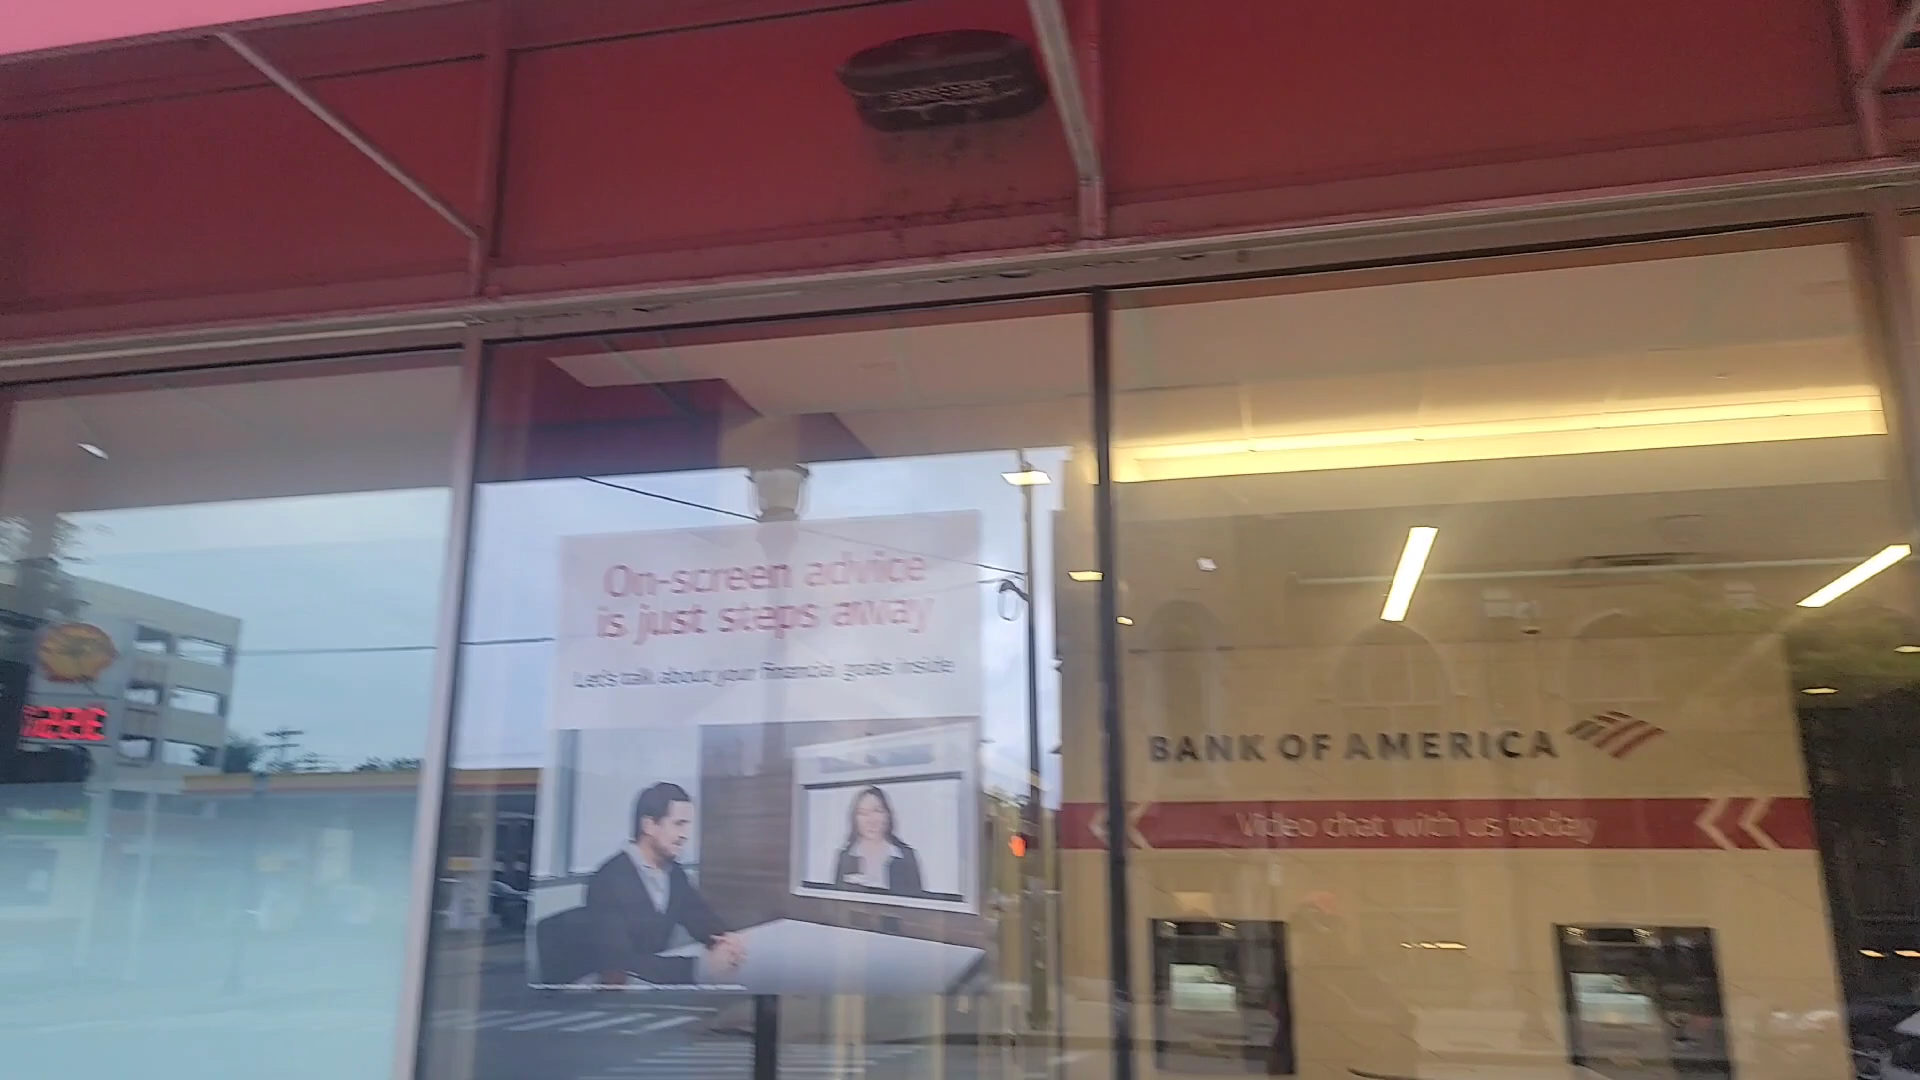 On-screen advice
is just steps away
Let's talk about your financial goals inside
BANK OF AMERICA
Video chat with us today